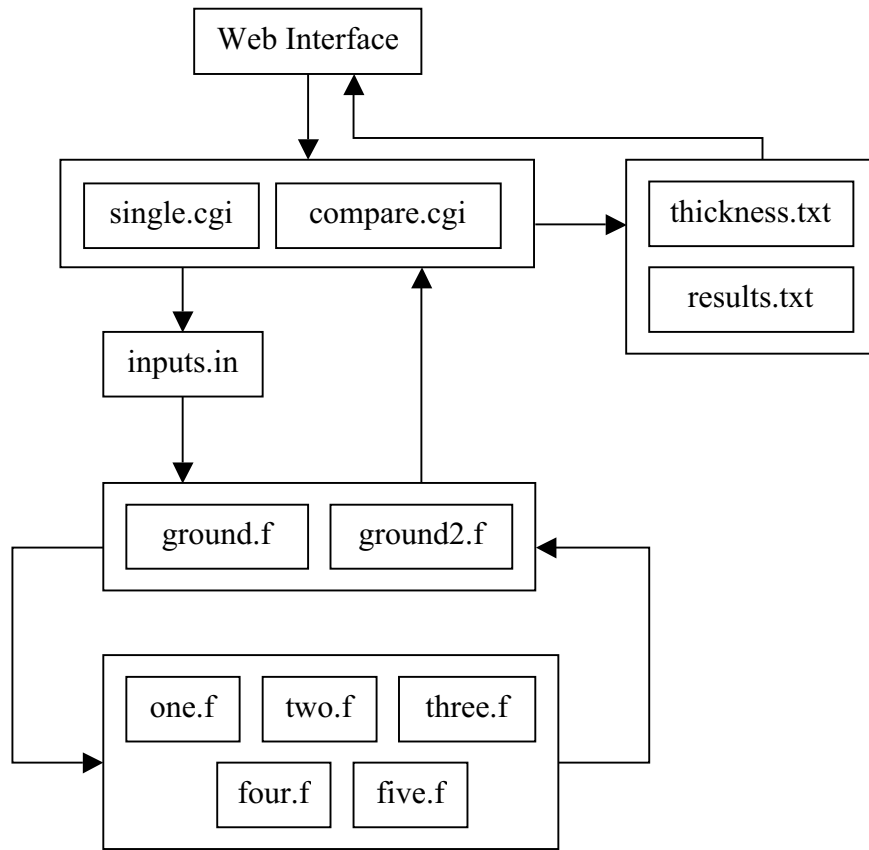 Web Interface
single.cgi
compare.cgi
thickness.txt
results.txt
inputs.in
ground.f
ground2.f
one.f
two.f
three.f
four.f
five.f